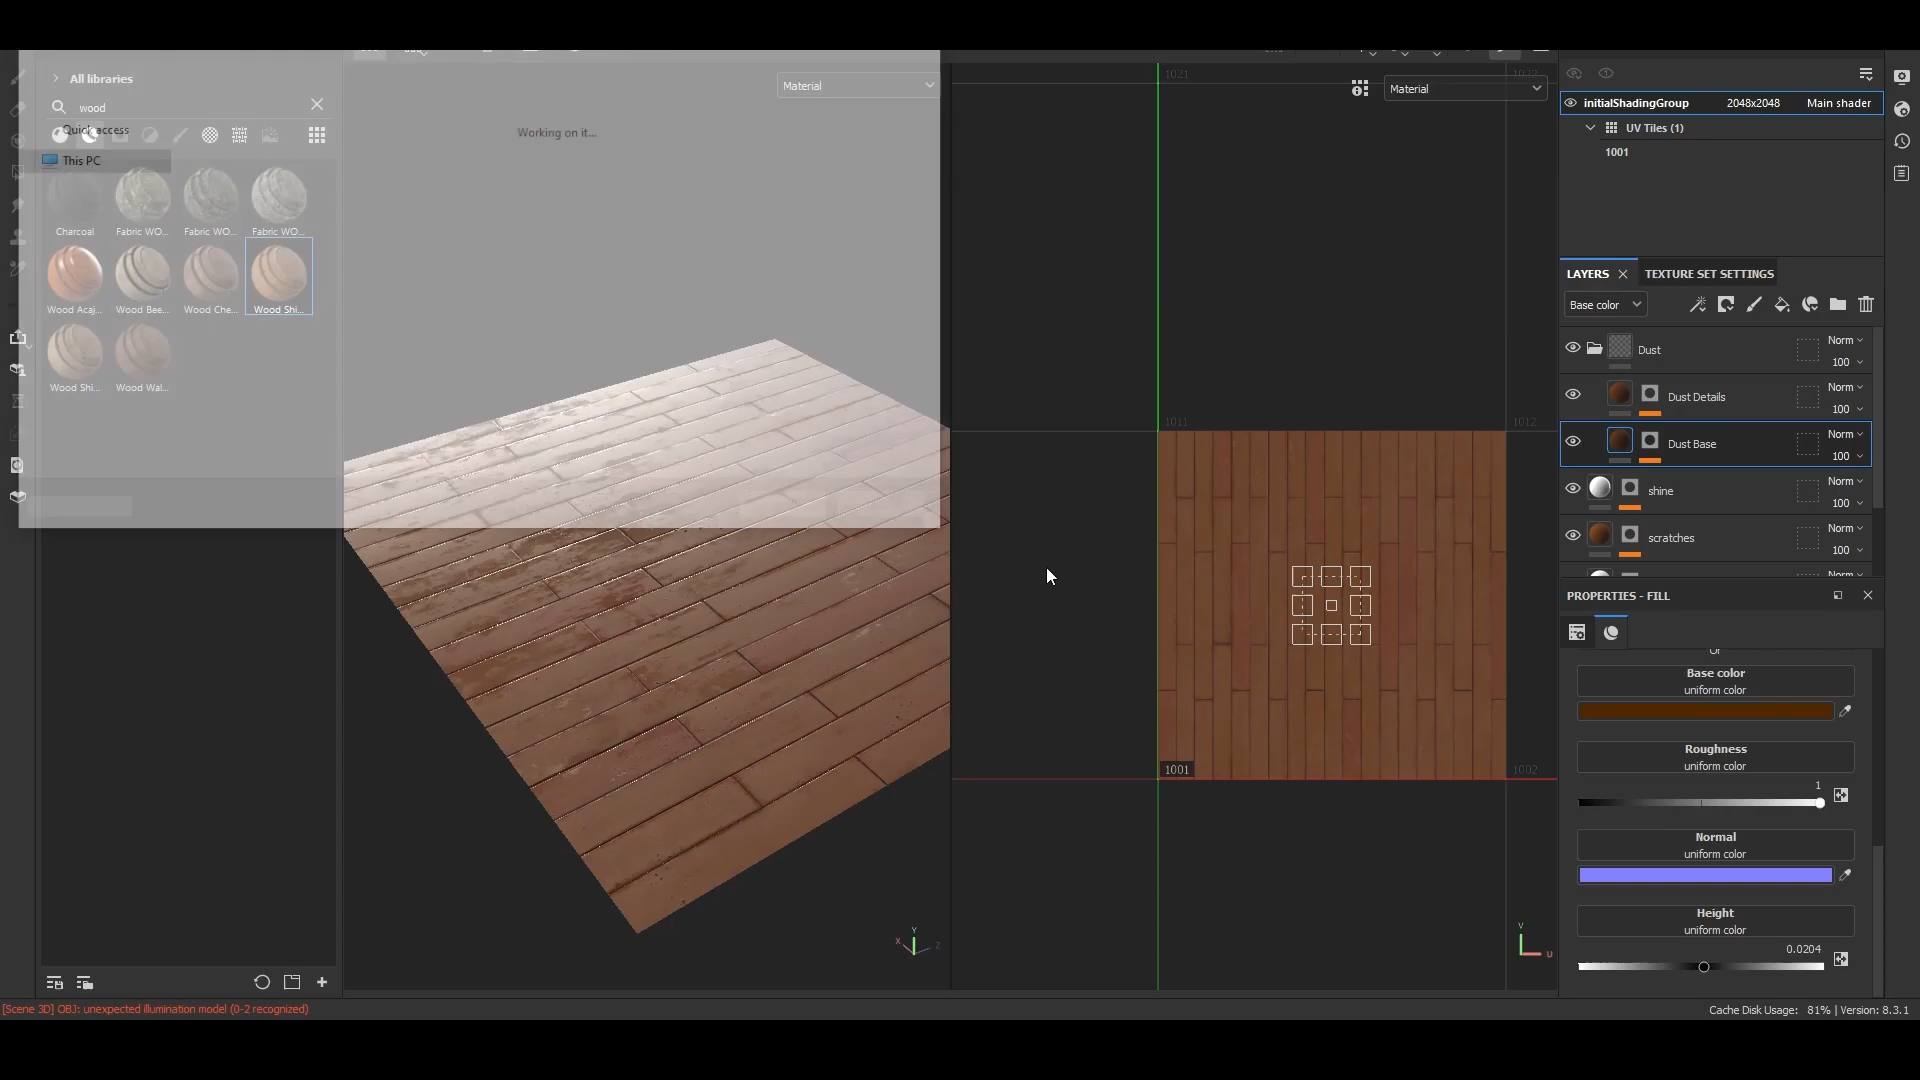 All libraries
wood
Quick access
Working on it...
This PC
Charcoal
Fabric WO...
Fabric WO...
Fabric WO...
Wood Acaj...
Wood Bee...
Wood Che...
Wood Shi...
Wood Shi...
Wood Wal...
Material
Y
X
Z
1021
1022
Material
1011
1012
1001
1002
V
U
initialShadingGroup
2048x2048
Main shader
UV Tiles (1)
1001
LAYERS
TEXTURE SET SETTINGS
Base color
Dust
Norm
100
Dust Details
Norm
100
Dust Base
Norm
100
shine
Norm
100
scratches
Norm
100
Norm
PROPERTIES - FILL
Or
Base color
uniform color
Roughness
uniform color
1
Normal
uniform color
Height
uniform color
0.0204
[Scene 3D] OBJ: unexpected illumination model (0-2 recognized)
Cache Disk Usage: 81% | Version: 8.3.1